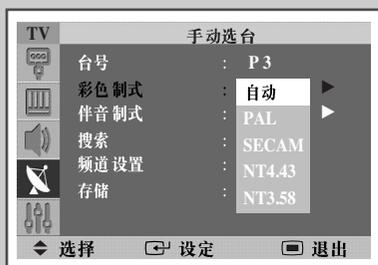 TV 手动选台
台号 : P 3
彩色制式 : 自动
伴音制式 : PAL
搜索 : SECAM
频道设置 : NT4.43
存储 : NT3.58
选择 设定 退出